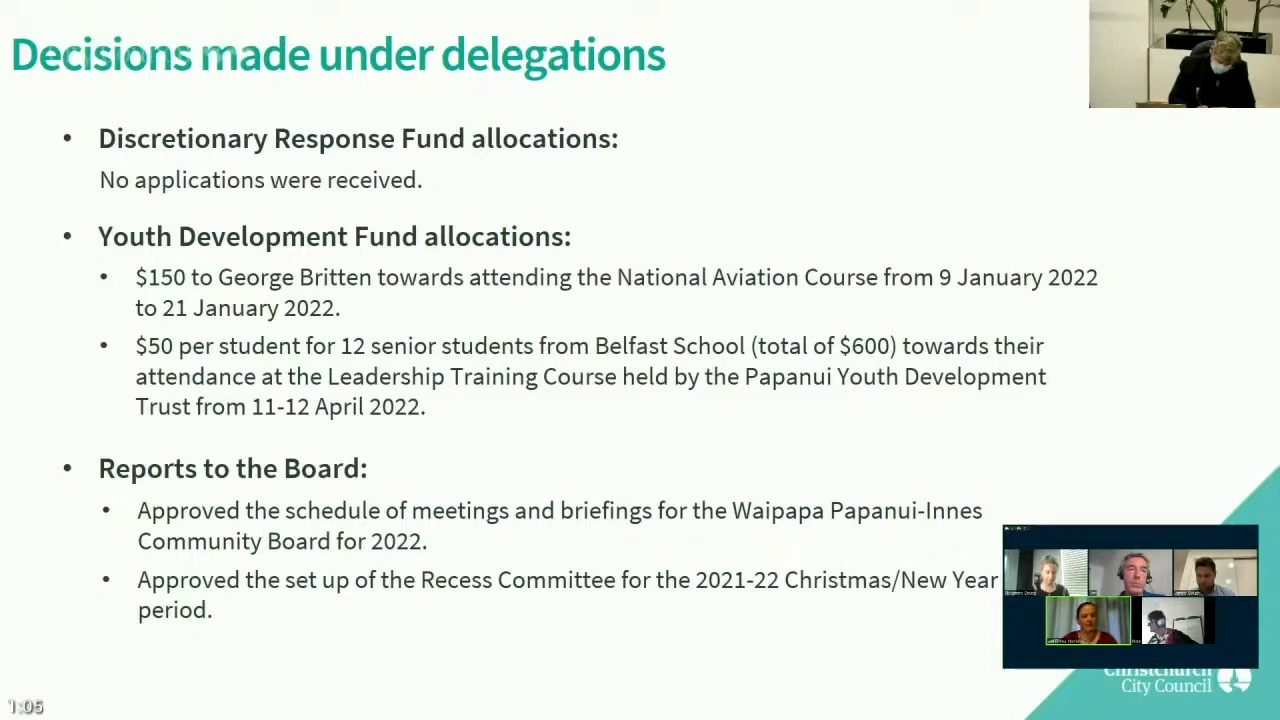 Decisions made under delegations
• Discretionary Response Fund allocations:
No applications were received.
• Youth Development Fund allocations:
• $150 to George Britten towards attending the National Aviation Course from 9 January 2022
to 21 January 2022.
• $50 per student for 12 senior students from Belfast School (total of $600) towards their
attendance at the Leadership Training Course held by the Papanui Youth Development
Trust from 11-12 April 2022.
• Reports to the Board:
• Approved the schedule of meetings and briefings for the Waipapa Papanui-Innes
Community Board for 2022.
• Approved the set up of the Recess Committee for the 2021-22 Christmas/New Year
period.
Christchurch
City Council
1:05